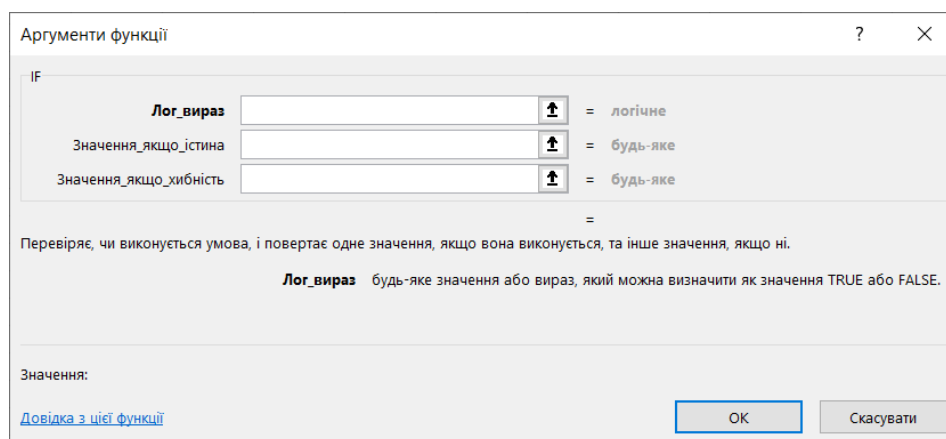 Аргументи функції ?
IF
Лог_вираз = логічне
Значення_якщо_істина = будь-яке
Значення_якщо_хибність = будь-яке
=
Перевіряє, чи виконується умова, і повертає одне значення, якщо вона виконується, та інше значення, якщо ні.
Лог_вираз будь-яке значення або вираз, який можна визначити як значення TRUE або FALSE.
Значення:
Довідка з цієї функції OK Скасувати